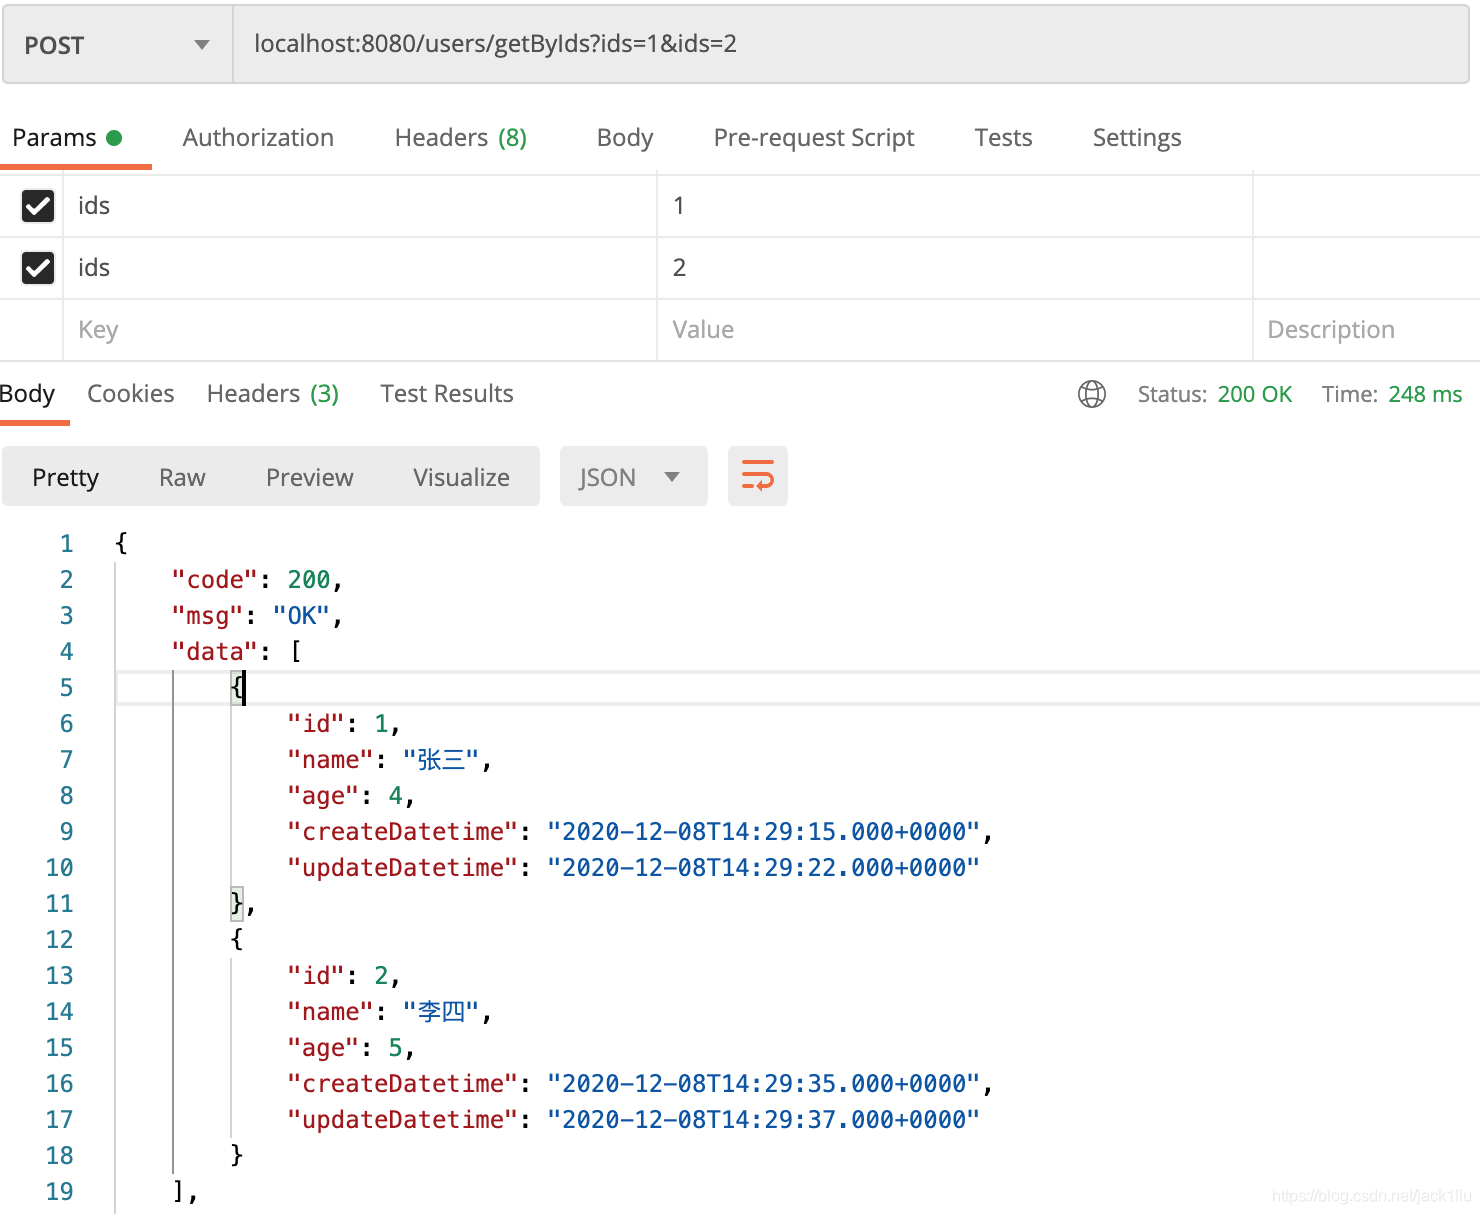 POST localhost:8080/users/getByIds?ids=1&ids=2
Params Authorization Headers (8) Body Pre-request Script Tests Settings
ids 1
ids 2
Key Value Description
Body Cookies Headers (3) Test Results Status: 200 OK Time: 248 ms
Pretty Raw Preview Visualize JSON
1 {
2 "code": 200,
3 "msg": "OK",
4 "data": [
5 {
6 "id": 1,
7 "name": "张三",
8 "age": 4,
9 "createDatetime": "2020-12-08T14:29:15.000+0000",
10 "updateDatetime": "2020-12-08T14:29:22.000+0000"
11 },
12 {
13 "id": 2,
14 "name": "李四",
15 "age": 5,
16 "createDatetime": "2020-12-08T14:29:35.000+0000",
17 "updateDatetime": "2020-12-08T14:29:37.000+0000"
18 }
19 ],
https://blog.csdn.net/jack1liu